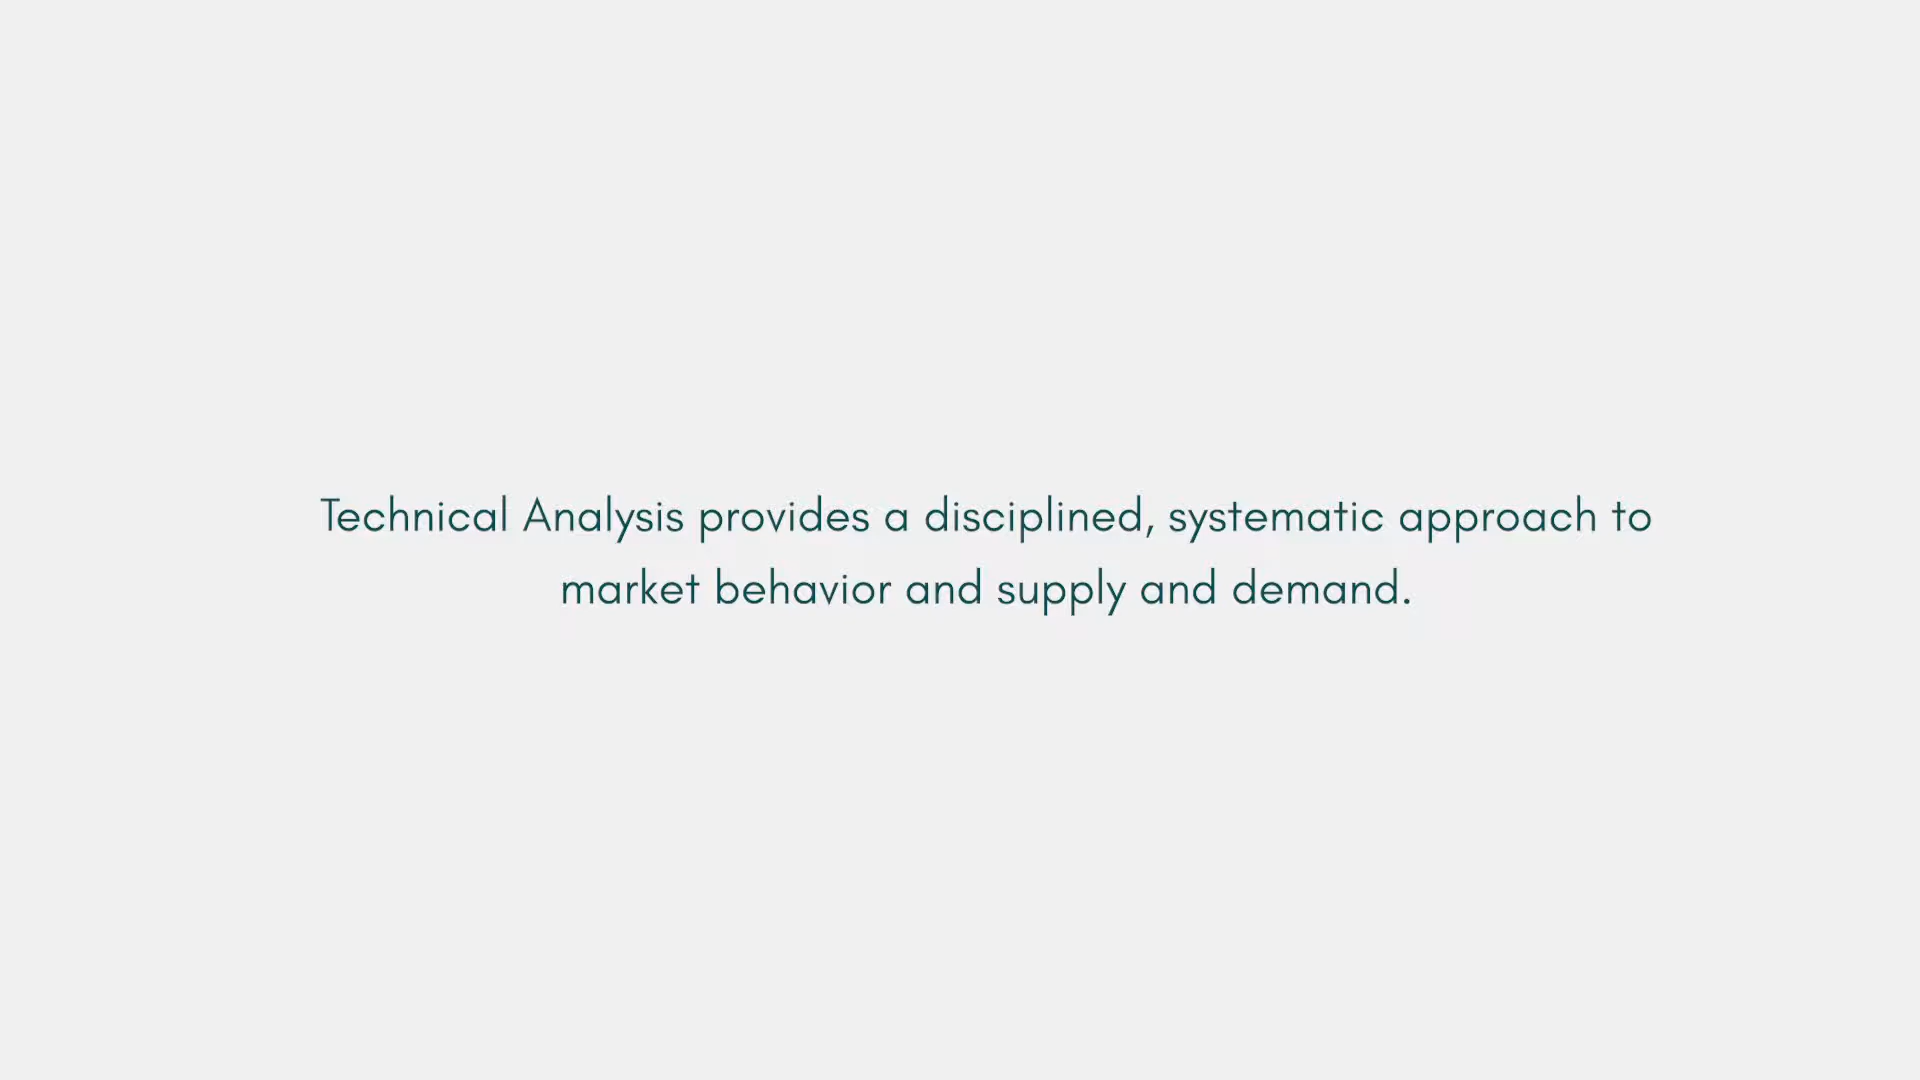 Technical Analysis provides a disciplined, systematic approach to
market behavior and supply and demand.